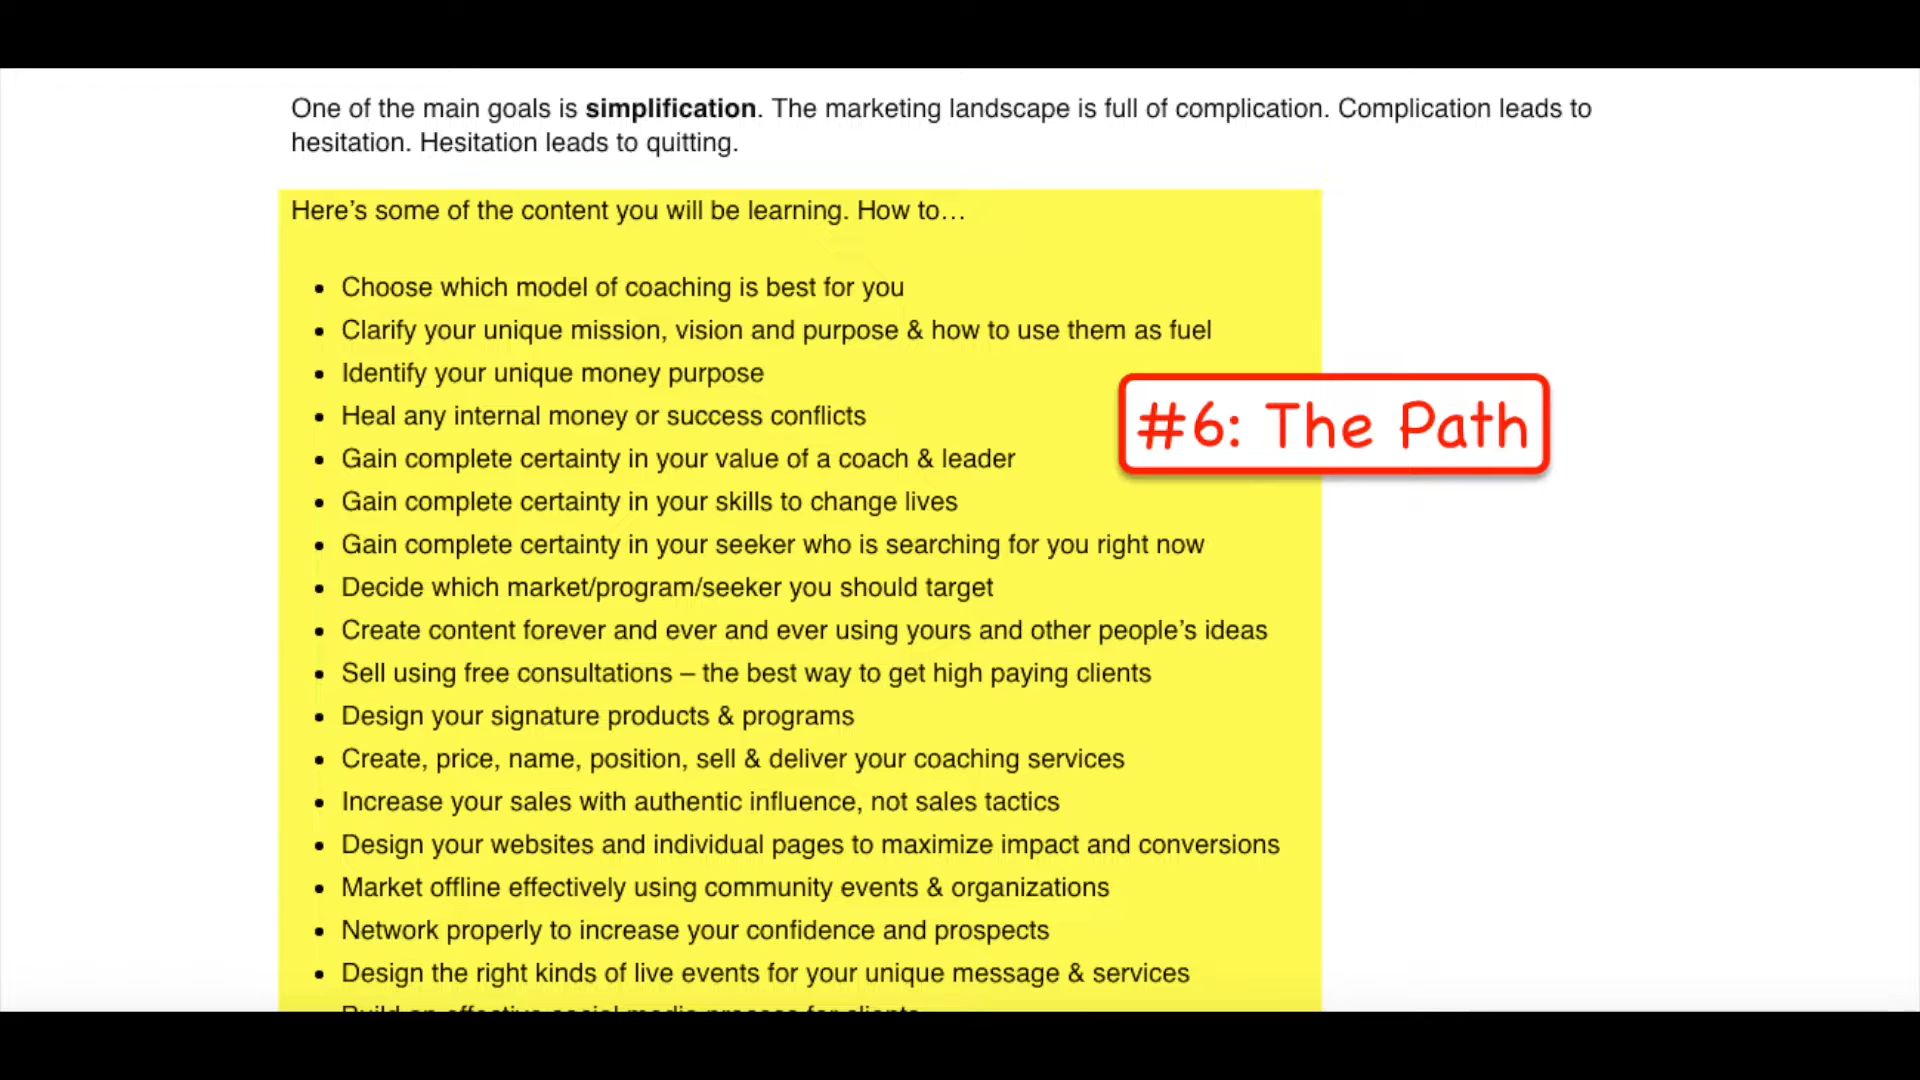 One of the main goals is simplification. The marketing landscape is full of complication. Complication leads to
hesitation. Hesitation leads to quitting.
Here’s some of the content you will be learning. How to…
• Choose which model of coaching is best for you
• Clarify your unique mission, vision and purpose & how to use them as fuel
• Identify your unique money purpose
• Heal any internal money or success conflicts
#6: The Path
• Gain complete certainty in your value of a coach & leader
• Gain complete certainty in your skills to change lives
• Gain complete certainty in your seeker who is searching for you right now
• Decide which market/program/seeker you should target
• Create content forever and ever and ever using yours and other people’s ideas
• Sell using free consultations – the best way to get high paying clients
• Design your signature products & programs
• Create, price, name, position, sell & deliver your coaching services
• Increase your sales with authentic influence, not sales tactics
• Design your websites and individual pages to maximize impact and conversions
• Market offline effectively using community events & organizations
• Network properly to increase your confidence and prospects
• Design the right kinds of live events for your unique message & services